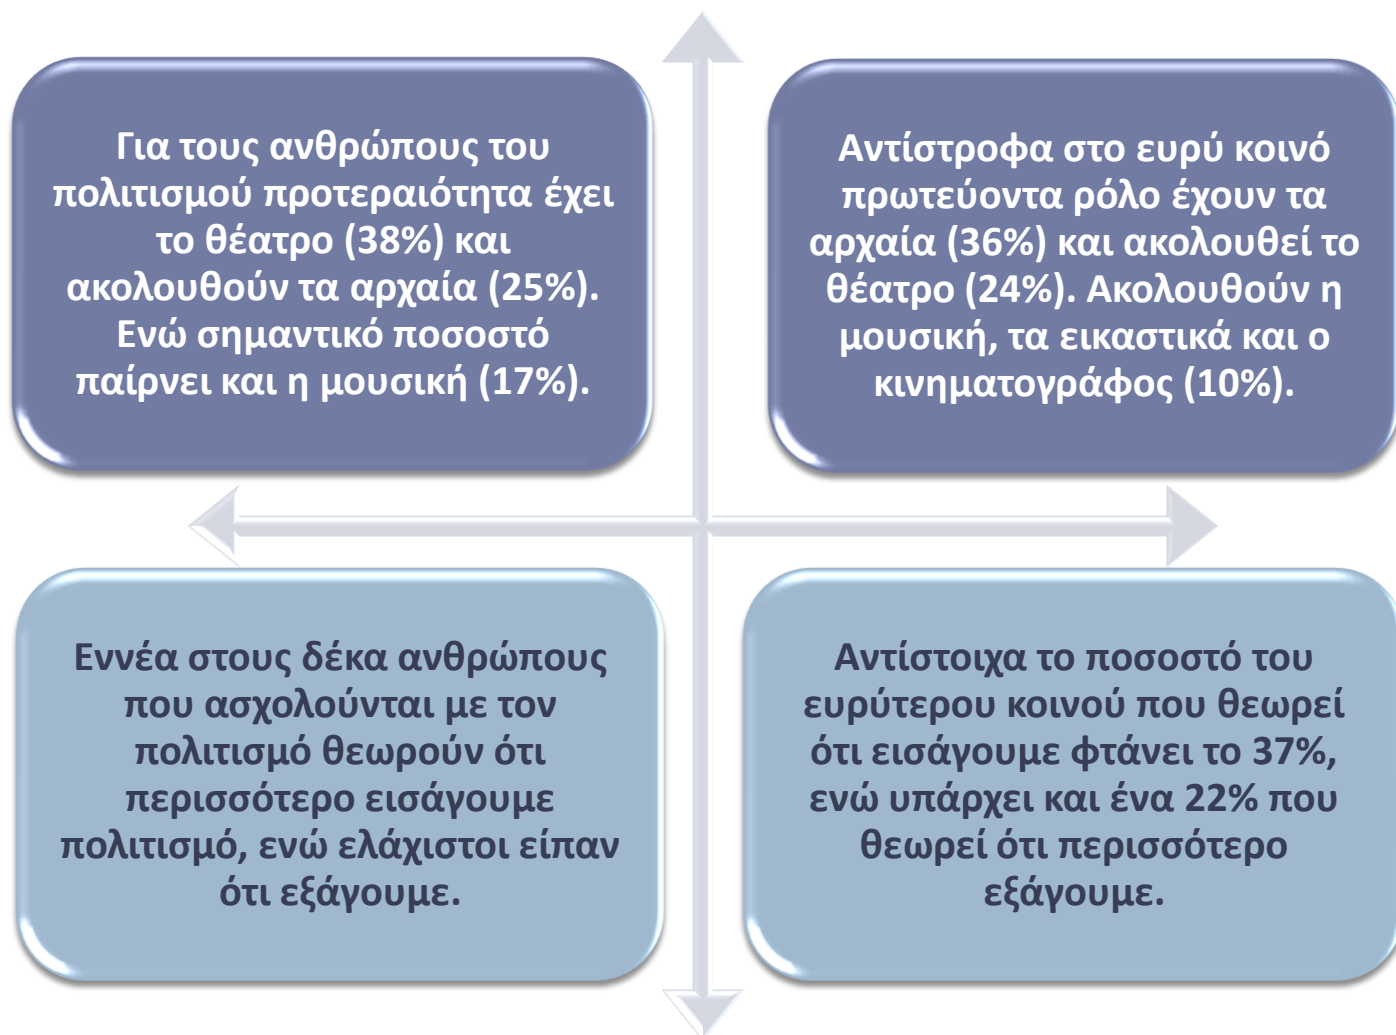 Για τους ανθρώπους του
πολιτισμού προτεραιότητα έχει
το θέατρο (38%) και
ακολουθούν τα αρχαία (25%).
Ενώ σημαντικό ποσοστό
παίρνει και η μουσική (17%).
Αντίστροφα στο ευρύ κοινό
πρωτεύοντα ρόλο έχουν τα
αρχαία (36%) και ακολουθεί το
θέατρο (24%). Ακολουθούν η
μουσική, τα εικαστικά και ο
κινηματογράφος (10%).
Εννέα στους δέκα ανθρώπους
που ασχολούνται με τον
πολιτισμό θεωρούν ότι
περισσότερο εισάγουμε
πολιτισμό, ενώ ελάχιστοι είπαν
ότι εξάγουμε.
Αντίστοιχα το ποσοστό του
ευρύτερου κοινού που θεωρεί
ότι εισάγουμε φτάνει το 37%,
ενώ υπάρχει και ένα 22% που
θεωρεί ότι περισσότερο
εξάγουμε.